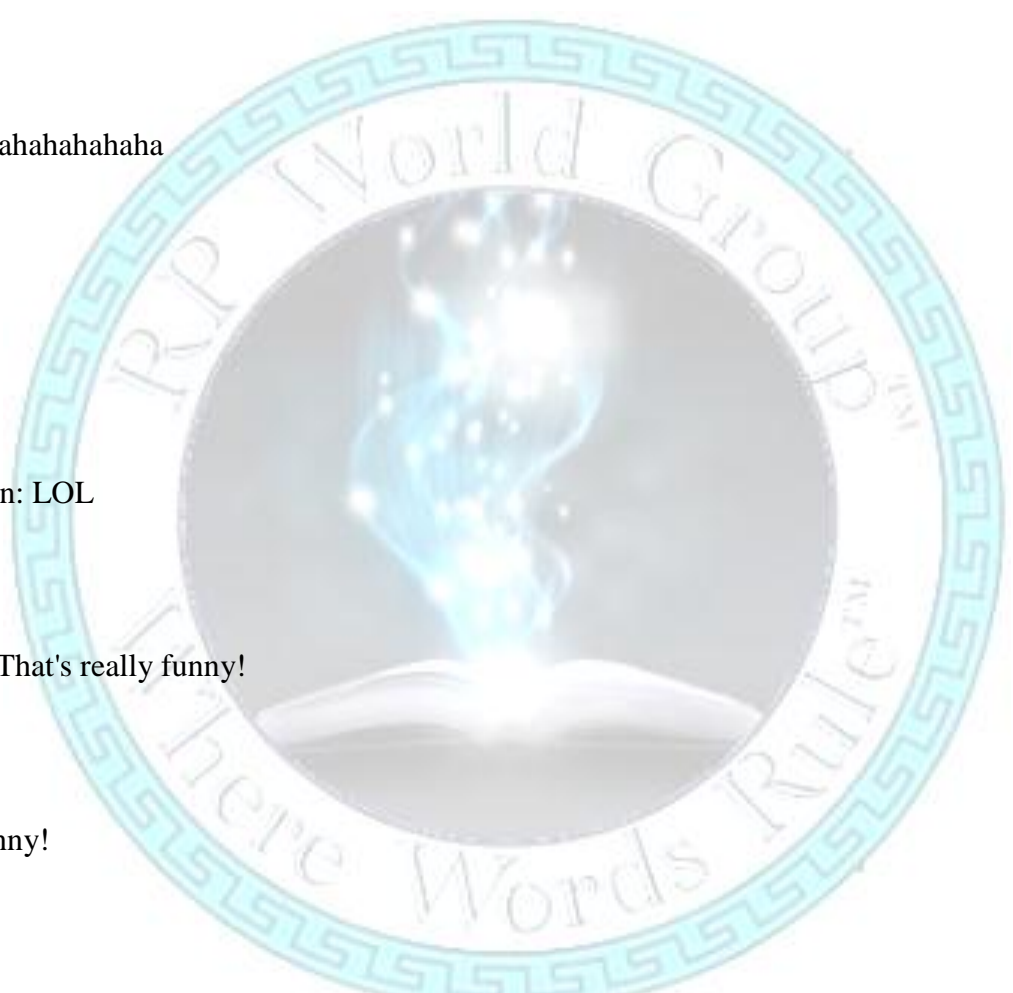 ahahahahaha
RP World Group™
n: LOL
That's really funny!
nny!
Where Words Rule™